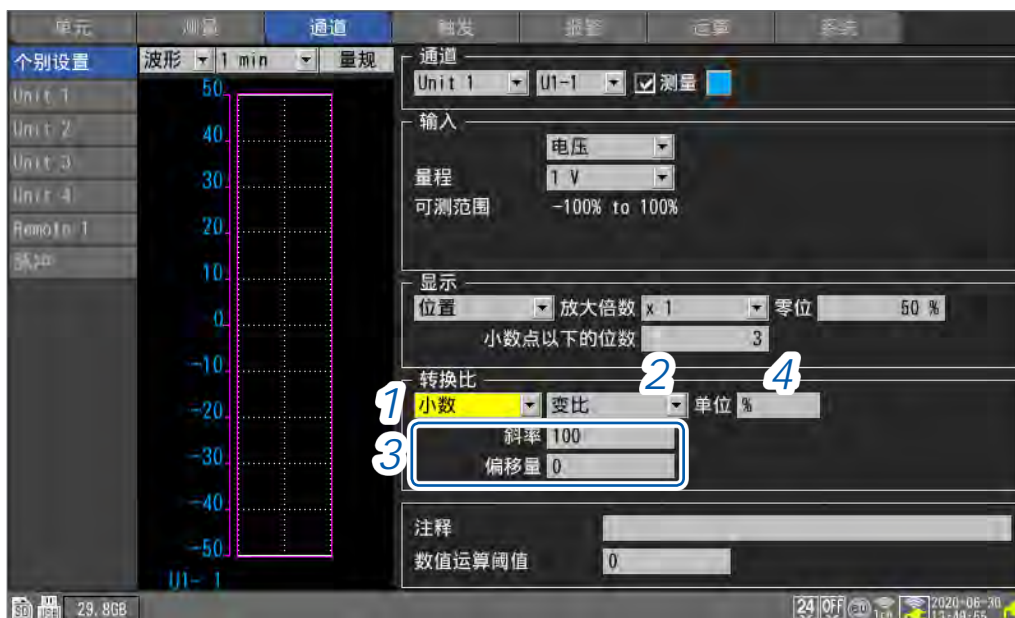 单元 测量 通道 触发 报警 运算 系统
个别设置
Unit 1
Unit 2
Unit 3
Unit 4
Remote 1
脉冲
波形 1 min 量规
50
40
30
20
10
0
-10
-20
-30
-40
-50
U1- 1
通道
Unit 1 U1-1 测量
输入
电压
量程 1 V
可测范围 -100% to 100%
显示
位置 放大倍数 x 1 零位 50 %
小数点以下的位数 3
转换比 2 4
1 小数 变比 单位 %
3 斜率 100
偏移量 0
注释
数值运算阈值 0
SD USB 29.8GB 24 OFF 2020-06-30